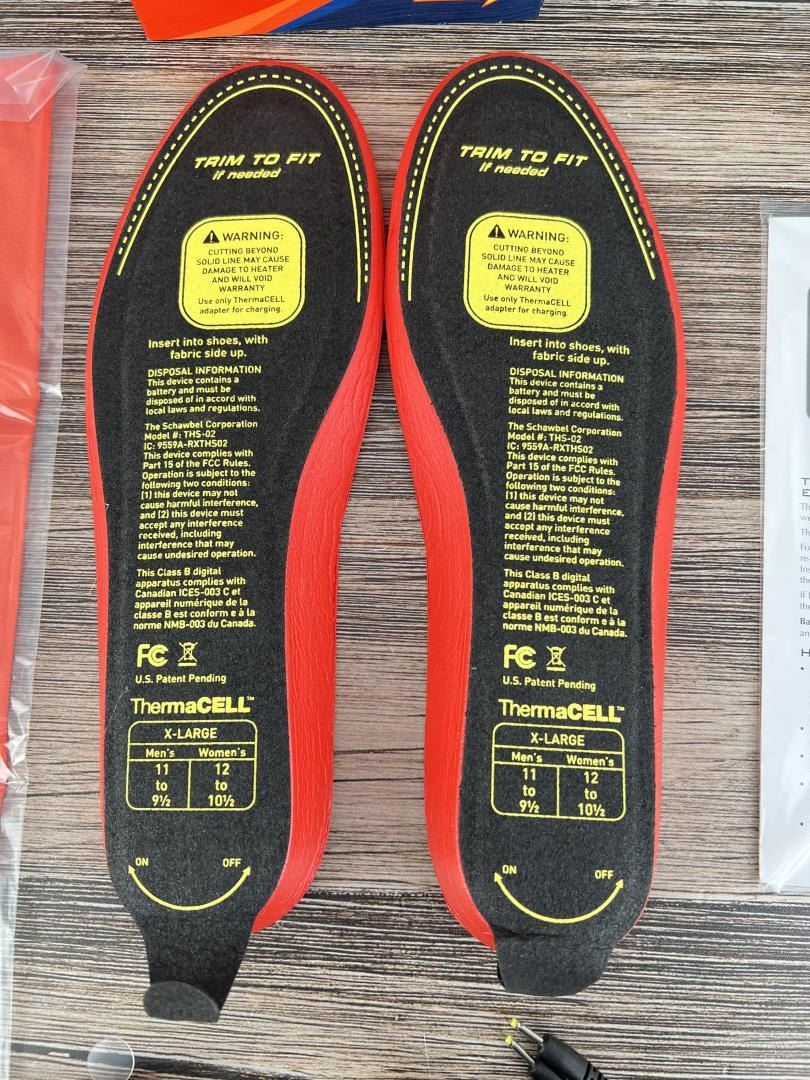 TRIM TO FIT
if needed
WARNING:
CUTTING BEYOND
SOLID LINE MAY CAUSE
DAMAGE TO HEATER
AND WILL VOID
WARRANTY
Use only ThermaCELL
adapter for charging.
Insert into shoes, with
fabric side up.
DISPOSAL INFORMATION
This device contains a
battery and must be
disposed of in accord with
local laws and regulations.
The Schawbel Corporation
Model #: THS-02
IC: 9559A-RXTHS02
This device complies with
Part 15 of the FCC Rules.
Operation is subject to the
following two conditions:
(1) this device may not
cause harmful interference,
and (2) this device must
accept any interference
received, including
interference that may
cause undesired operation.
This Class B digital
apparatus complies with
Canadian ICES-003 C et
appareil numérique de la
classe B est conform e à la
norme NMB-003 du Canada.
FC
U.S. Patent Pending
ThermaCELL™
X-LARGE
Men's Women's
11 12
to to
9½ 10½
ON OFF
TRIM TO FIT
if needed
WARNING:
CUTTING BEYOND
SOLID LINE MAY CAUSE
DAMAGE TO HEATER
AND WILL VOID
WARRANTY
Use only ThermaCELL
adapter for charging.
Insert into shoes, with
fabric side up.
DISPOSAL INFORMATION
This device contains a
battery and must be
disposed of in accord with
local laws and regulations.
The Schawbel Corporation
Model #: THS-02
IC: 9559A-RXTHS02
This device complies with
Part 15 of the FCC Rules.
Operation is subject to the
following two conditions:
(1) this device may not
cause harmful interference,
and (2) this device must
accept any interference
received, including
interference that may
cause undesired operation.
This Class B digital
apparatus complies with
Canadian ICES-003 C et
appareil numérique de la
classe B est conform e à la
norme NMB-003 du Canada.
FC
U.S. Patent Pending
ThermaCELL™
X-LARGE
Men's Women's
11 12
to to
9½ 10½
ON OFF